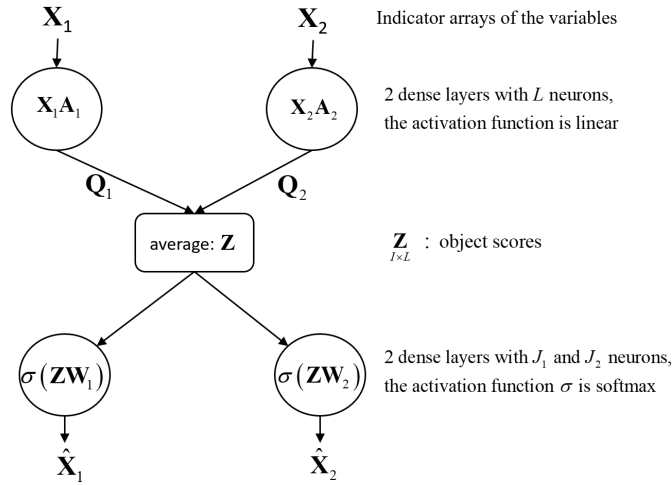 X₁ X₂ Indicator arrays of the variables
X₁A₁ X₂A₂ 2 dense layers with L neurons,
the activation function is linear
Q₁ Q₂
average: Z Z : object scores
I×L
σ(ZW₁) σ(ZW₂) 2 dense layers with J₁ and J₂ neurons,
the activation function σ is softmax
X̂₁ X̂₂